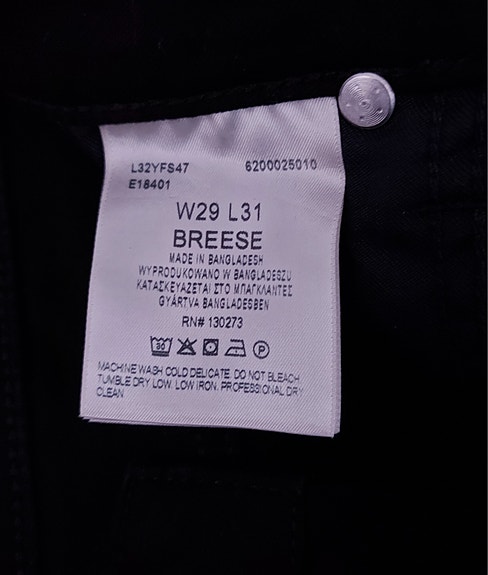 L32YFS47 6200025010
E18401
W29 L31
BREESE
MADE IN BANGLADESH
WYPRODUKOWANO W BANGLADESZU
ΚΑΤΑΣΚΕΥΑΖΕΤΑΙ ΣΤΟ ΜΠΑΓΚΛΑΝΤΕΣ
GYÁRTVA BANGLADESBEN
RN# 130273
30 P
MACHINE WASH COLD DELICATE. DO NOT BLEACH.
TUMBLE DRY LOW. LOW IRON. PROFESSIONAL DRY
CLEAN